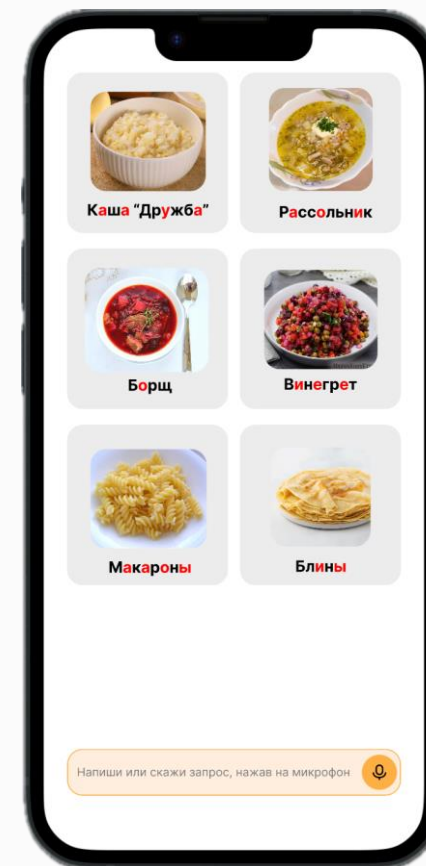 Каша “Дружба”
Рассольник
Борщ
Винегрет
Макароны
Блины
Напиши или скажи запрос, нажав на микрофон